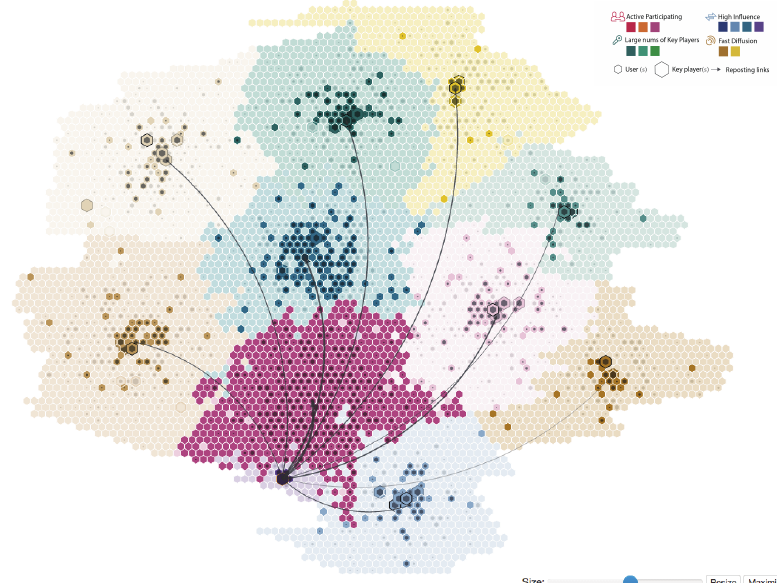 Active Participating
High Influence
Large nums of Key Players
Fast Diffusion
User (s)
Key player(s)
Reposting links
Size:
Resize
Maximi